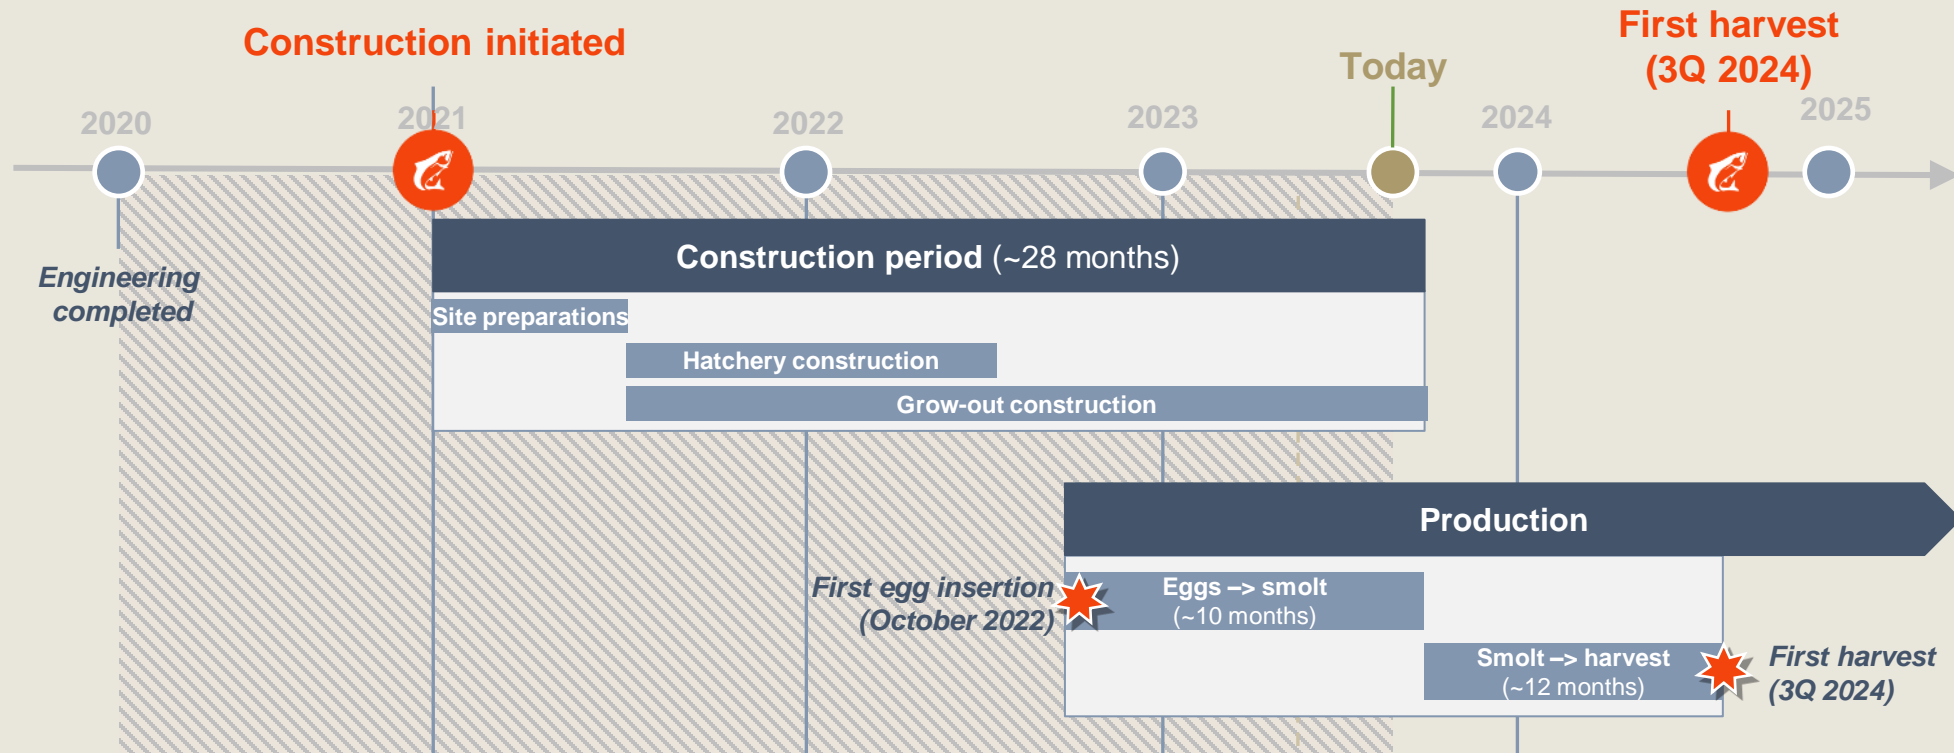 Construction initiated
First harvest
(3Q 2024)
Today
2020
2021
2022
2023
2024
2025
Engineering
completed
Construction period (~28 months)
Site preparations
Hatchery construction
Grow-out construction
Production
First egg insertion
(October 2022)
Eggs –> smolt
(~10 months)
Smolt –> harvest
(~12 months)
First harvest
(3Q 2024)